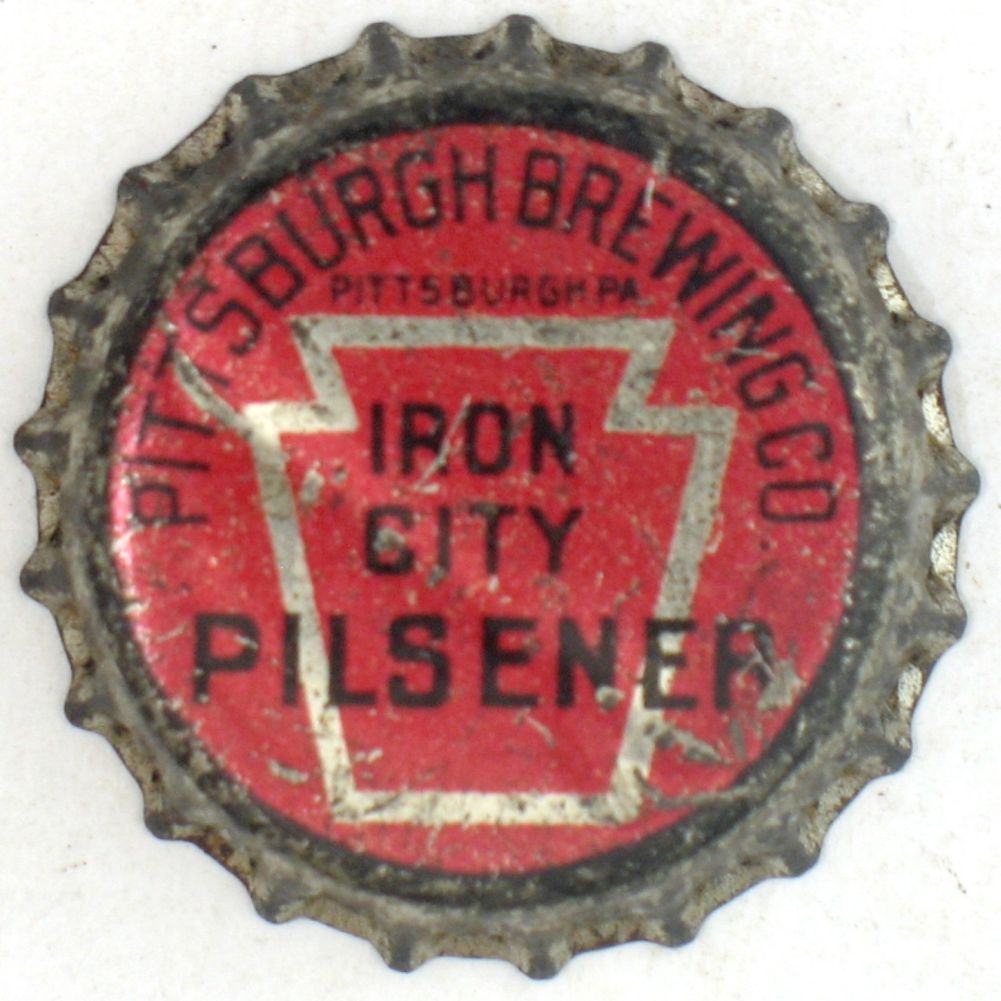 PITTSBURGH BREWING CO.
PITTSBURGH PA.
IRON
CITY
PILSENER